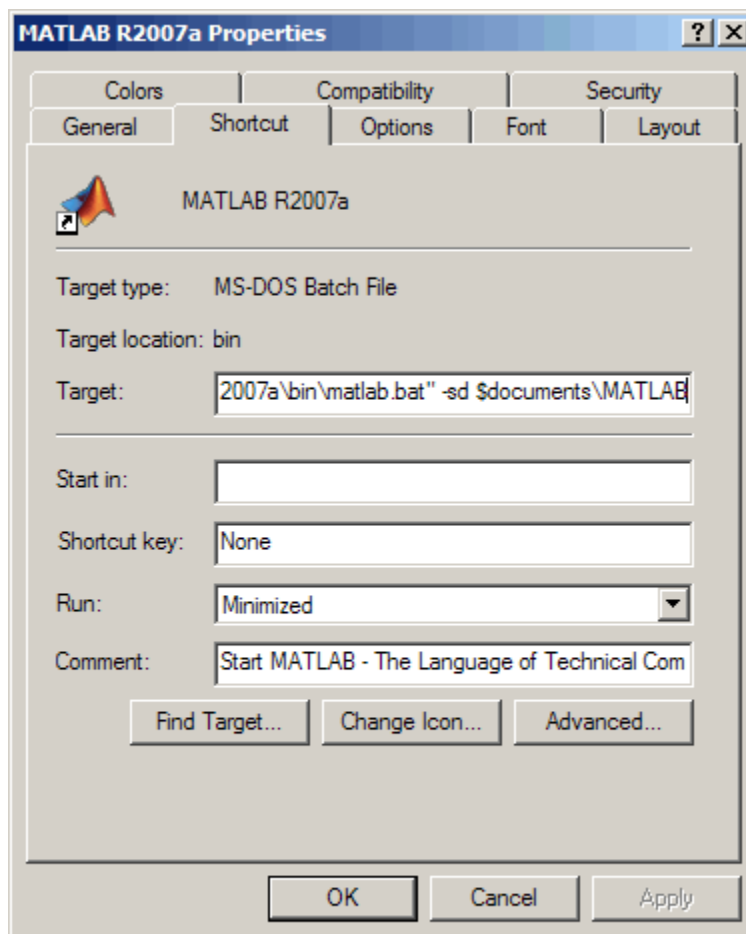 MATLAB R2007a Properties
Colors Compatibility Security
General Shortcut Options Font Layout
MATLAB R2007a
Target type: MS-DOS Batch File
Target location: bin
Target: 2007a\bin\matlab.bat" -sd $documents\MATLAB
Start in:
Shortcut key: None
Run: Minimized
Comment: Start MATLAB - The Language of Technical Com
Find Target... Change Icon... Advanced...
OK Cancel Apply